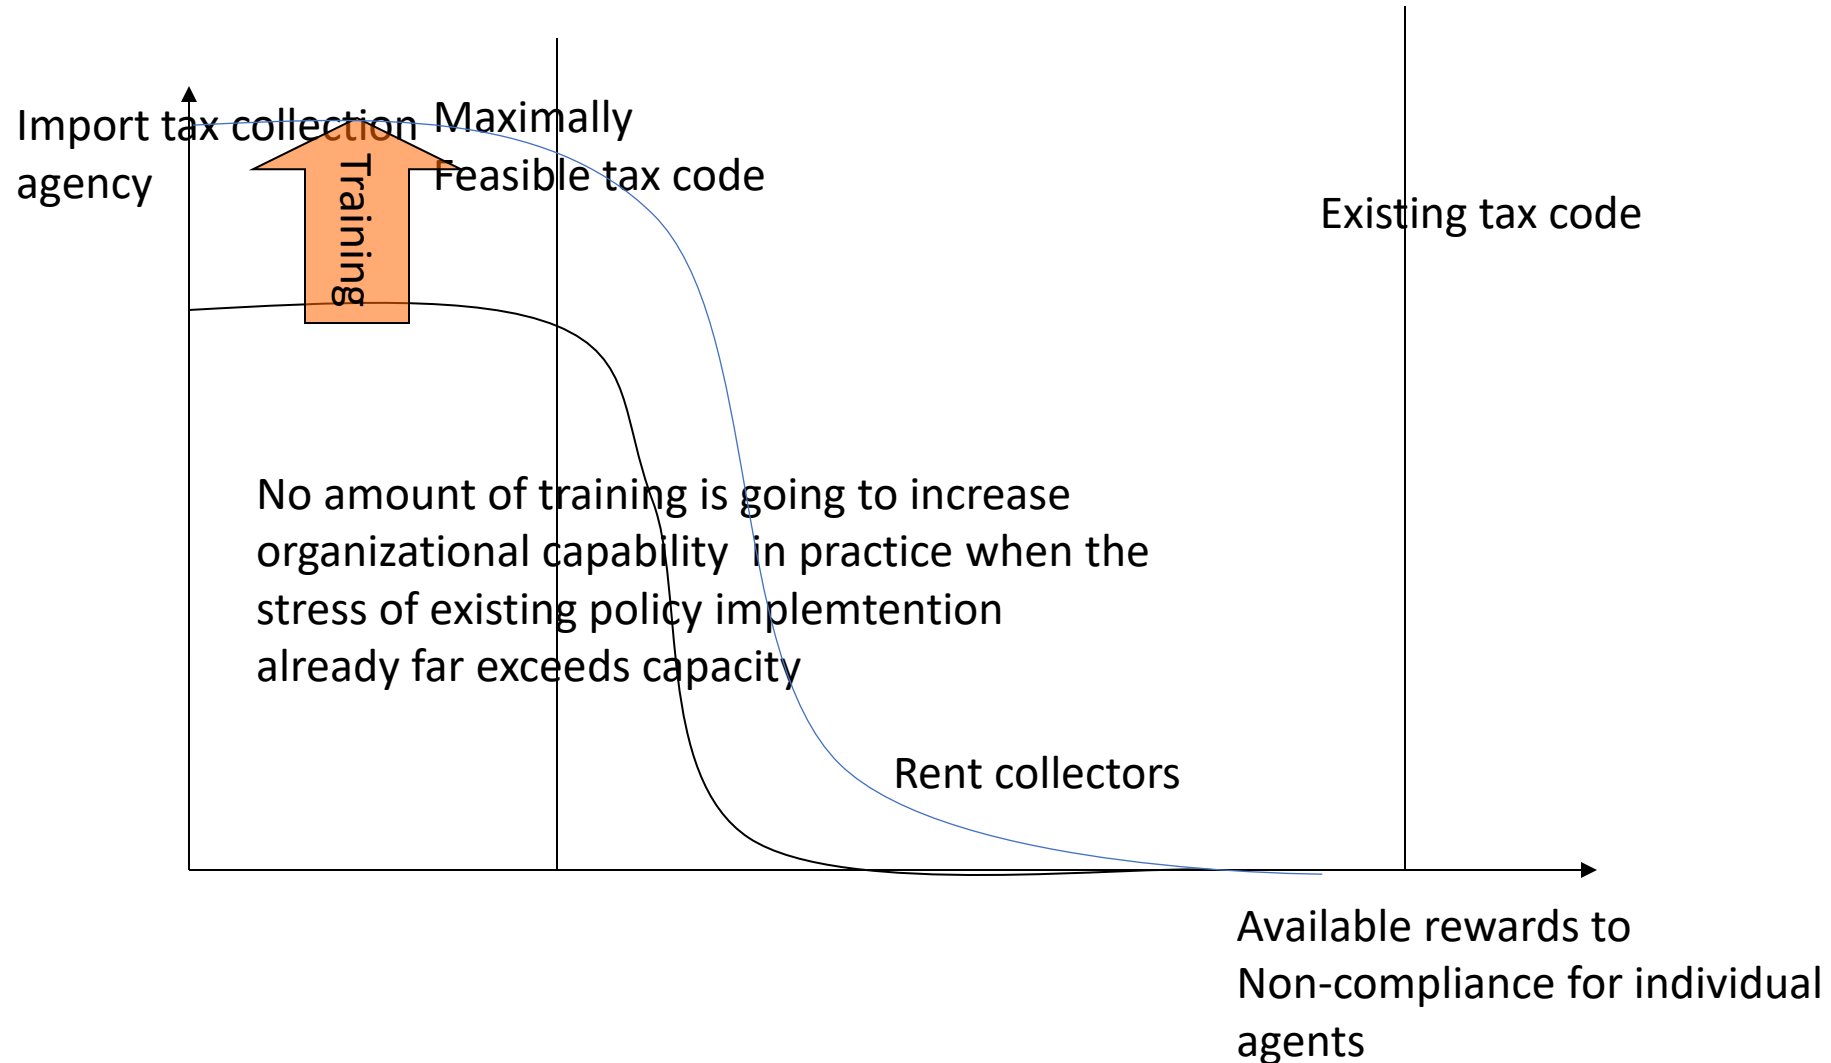 Import tax collection
agency
Maximally
Feasible tax code
Training
Existing tax code
No amount of training is going to increase
organizational capability  in practice when the
stress of existing policy implemtention
already far exceeds capacity
Rent collectors
Available rewards to
Non-compliance for individual
agents